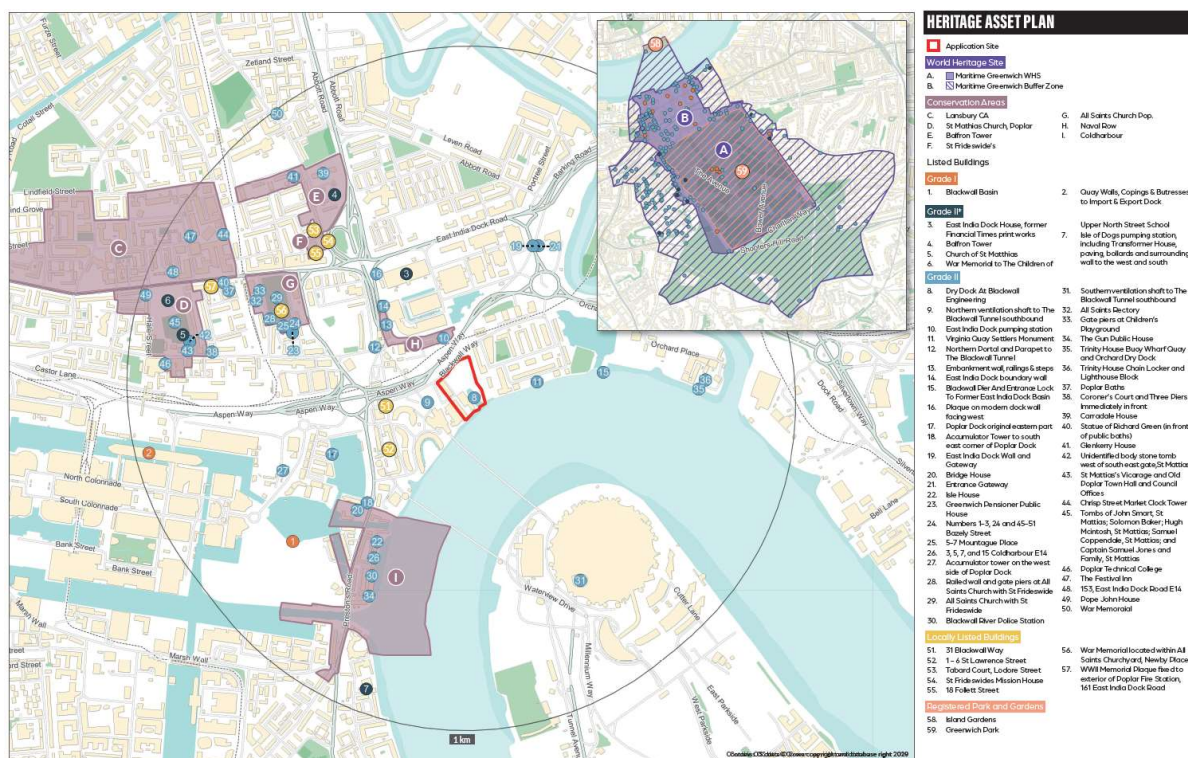 HERITAGE ASSET PLAN
Application Site
World Heritage Site
A. Maritime Greenwich WHS
B. Maritime Greenwich Buffer Zone
Conservation Areas
C. Lansbury CA
D. St Mathias Church, Poplar
E. Balfron Tower
F. St Frideswide's
G. All Saints Church Pop.
H. Naval Row
I. Coldharbour
Listed Buildings
Grade I
1. Blackwall Basin
2. Quay Walls, Copings & Butresses
to Import & Export Dock
Grade II*
3. East India Dock House, former
Financial Times print works
4. Balfron Tower
5. Church of St Matthias
6. War Memorial to The Children of
Upper North Street School
7. Isle of Dogs pumping station,
including Transformer House,
paving, bollards and surrounding
wall to the west and south
Grade II
8. Dry Dock At Blackwall
Engineering
9. Northern ventilation shaft to The
Blackwall Tunnel southbound
10. East India Dock pumping station
11. Virginia Quay Settlers Monument
12. Northern Portal and Parapet to
The Blackwall Tunnel
13. Embankment wall, railings & steps
14. East India Dock boundary wall
15. Blackwall Pier And Entrance Lock
To Former East India Dock Basin
16. Plaque on modern dock wall
facing west
17. Poplar Dock original eastern part
18. Accumulator Tower to south
east corner of Poplar Dock
19. East India Dock Wall and
Gateway
20. Bridge House
21. Entrance Gateway
22. Isle House
23. Greenwich Pensioner Public
House
24. Numbers 1-3, 24 and 45-51
Bazely Street
25. 5-7 Mountague Place
26. 3, 5, 7, and 15 Coldharbour E14
27. Accumulator tower on the west
side of Poplar Dock
28. Railed wall and gate piers at All
Saints Church with St Frideswide
29. All Saints Church with St
Frideswide
30. Blackwall River Police Station
31. Southern ventilation shaft to The
Blackwall Tunnel southbound
32. All Saints Rectory
33. Gate piers at Children's
Playground
34. The Gun Public House
35. Trinity House Buoy Wharf Quay
and Orchard Dry Dock
36. Trinity House Chain Locker and
Lighthouse Block
37. Poplar Baths
38. Coroner's Court and Three Piers
Immediately in front
39. Carradale House
40. Statue of Richard Green (in front
of public baths)
41. Glenkerry House
42. Unidentified body stone tomb
west of south east gate,St Mattias
43. St Mattias's Vicarage and Old
Poplar Town Hall and Council
Offices
44. Chrisp Street Market Clock Tower
45. Tombs of John Smart, St
Mattias; Solomon Baker; Hugh
Mcintosh, St Mattias; Samuel
Coppendale, St Mattias; and
Captain Samuel Jones and
Family, St Mattias
46. Poplar Technical College
47. The Festival Inn
48. 153, East India Dock Road E14
49. Pope John House
50. War Memoraial
Locally Listed Buildings
51. 31 Blackwall Way
52. 1 - 6 St Lawrence Street
53. Tabard Court, Lodore Street
54. St Frideswides Mission House
55. 18 Follett Street
56. War Memorial located within All
Saints Churchyard, Newby Place
57. WWII Memorial Plaque fixed to
exterior of Poplar Fire Station,
161 East India Dock Road
Registered Park and Gardens
58. Island Gardens
59. Greenwich Park
Zetland Street
Leven Road
Abbott Road
Lindfield Street
East India Dock Road
Castor Lane
Aspen Way
Aspen Way
Aspen Way
Blackwall Way
Orchard Place
Dock Road
Silvertown Way
North Colonnade
South Colonnade
Bank Street
Bank Street
Marsh Wall
Marsh Wall
Waterview Drive
Millennium Way
East Parkside
West Parkside
Bell Lane
Shooters Hill Road
1 km